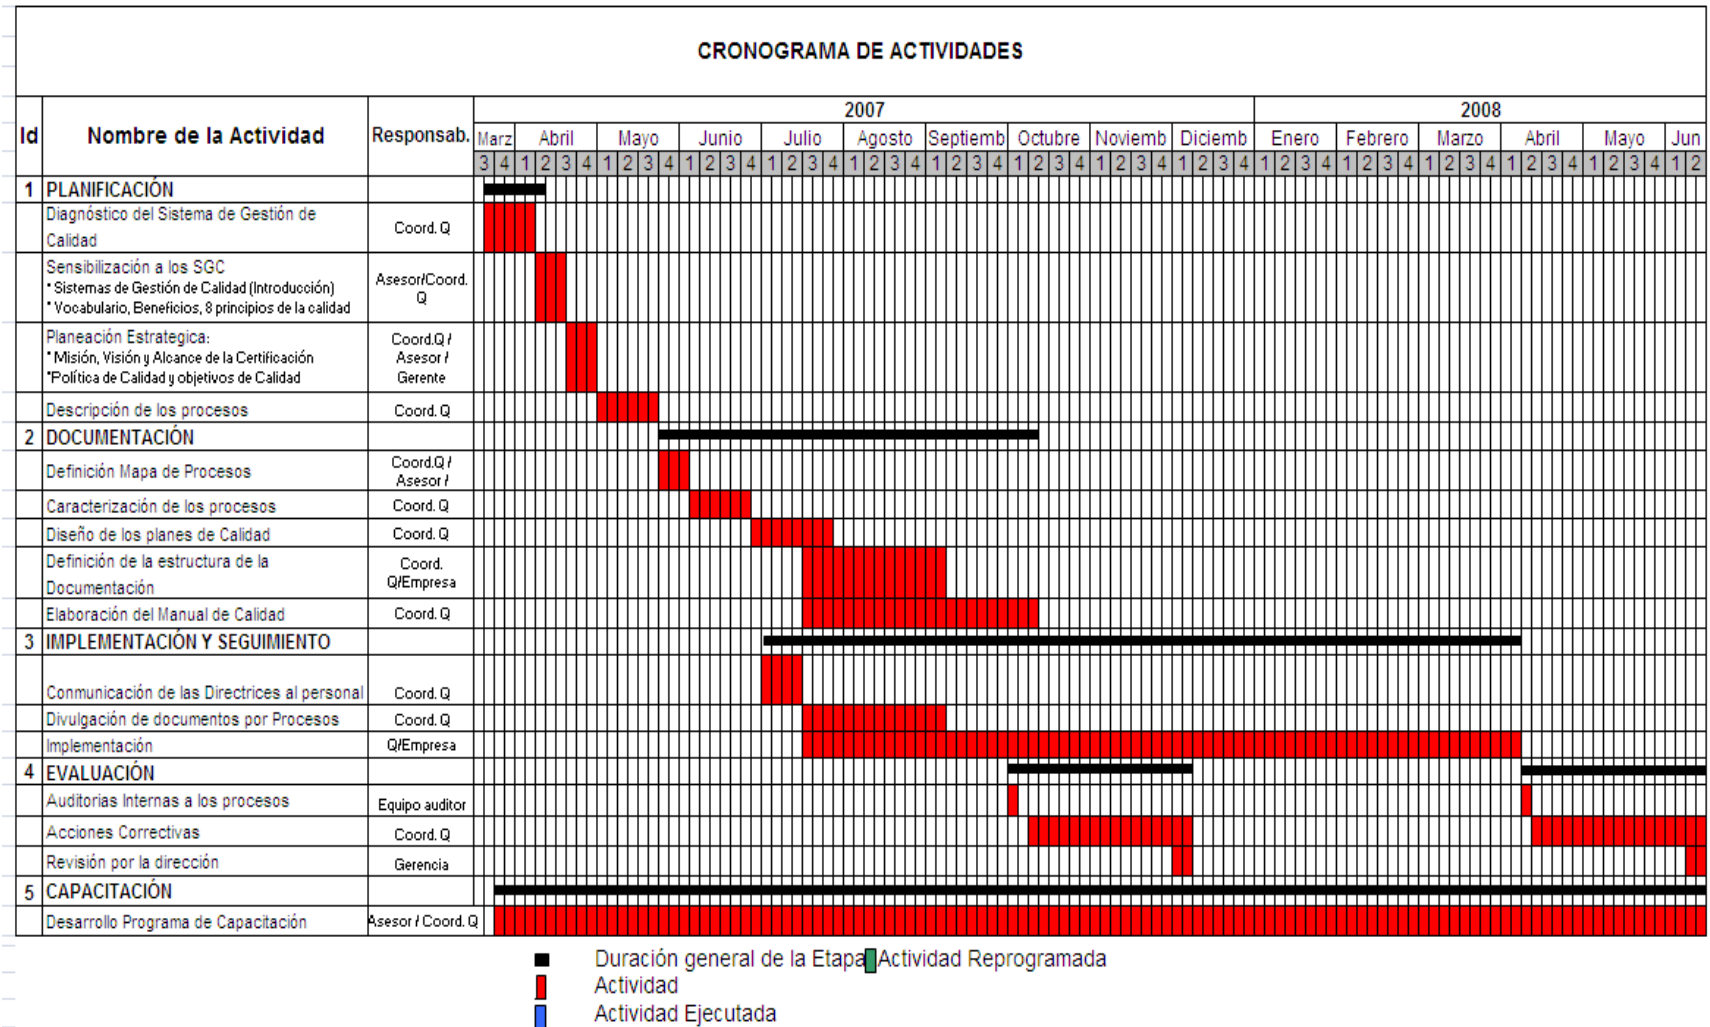 CRONOGRAMA DE ACTIVIDADES
Id Nombre de la Actividad Responsab. 2007 2008
Marz Abril Mayo Junio Julio Agosto Septiemb Octubre Noviemb Diciemb Enero Febrero Marzo Abril Mayo Jun
3 4 1 2 3 4 1 2 3 4 1 2 3 4 1 2 3 4 1 2 3 4 1 2 3 4 1 2 3 4 1 2 3 4 1 2 3 4 1 2 3 4 1 2 3 4 1 2 3 4 1 2 3 4 1 2 3 4 1 2
1 PLANIFICACIÓN
Diagnóstico del Sistema de Gestión de
Calidad
Coord. Q
Sensibilización a los SGC
* Sistemas de Gestión de Calidad (Introducción)
* Vocabulario, Beneficios, 8 principios de la calidad
Asesor/Coord.
Q
Planeación Estrategica:
* Misión, Visión y Alcance de la Certificación
*Política de Calidad y objetivos de Calidad
Coord.Q /
Asesor /
Gerente
Descripción de los procesos Coord. Q
2 DOCUMENTACIÓN
Definición Mapa de Procesos
Coord.Q /
Asesor /
Caracterización de los procesos Coord. Q
Diseño de los planes de Calidad Coord. Q
Definición de la estructura de la
Documentación
Coord.
Q/Empresa
Elaboración del Manual de Calidad Coord. Q
3 IMPLEMENTACIÓN Y SEGUIMIENTO
Conmunicación de las Directrices al personal Coord. Q
Divulgación de documentos por Procesos Coord. Q
Implementación Q/Empresa
4 EVALUACIÓN
Auditorias Internas a los procesos Equipo auditor
Acciones Correctivas Coord. Q
Revisión por la dirección Gerencia
5 CAPACITACIÓN
Desarrollo Programa de Capacitación Asesor / Coord. Q
Duración general de la Etapa Actividad Reprogramada
Actividad
Actividad Ejecutada